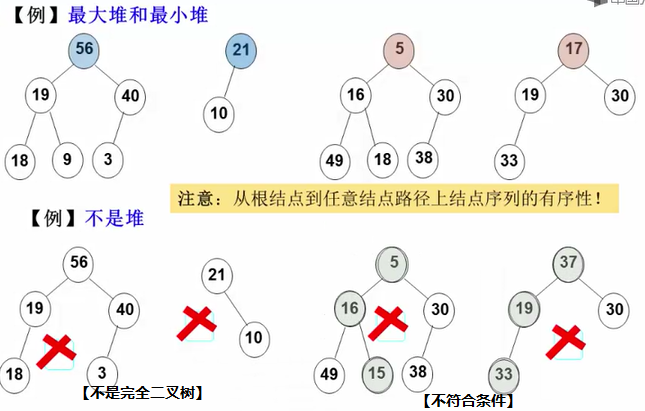 【例】最大堆和最小堆
56 21 5 17
19 40 10 16 30 19 30
18 9 3 49 18 38 33
注意：从根结点到任意结点路径上结点序列的有序性！
【例】不是堆
56 21 5 37
19 40 10 16 30 19 30
18 3 49 15 38 33
【不是完全二叉树】 【不符合条件】